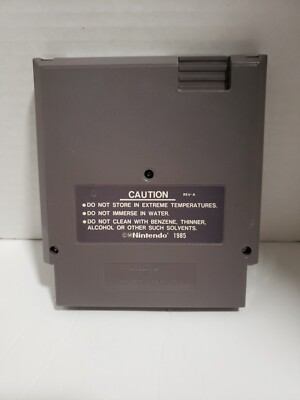 CAUTION REV-A
• DO NOT STORE IN EXTREME TEMPERATURES.
• DO NOT IMMERSE IN WATER.
• DO NOT CLEAN WITH BENZENE, THINNER,
ALCOHOL OR OTHER SUCH SOLVENTS.
©™Nintendo 1985